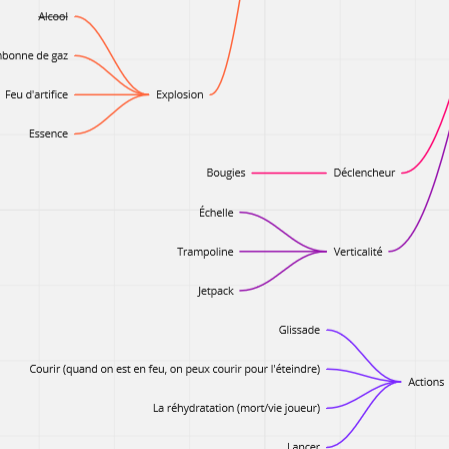 Alcool
nbonne de gaz
Feu d'artifice
Explosion
Essence
Bougies
Déclencheur
Échelle
Trampoline
Verticalité
Jetpack
Glissade
Courir (quand on est en feu, on peux courir pour l'éteindre)
Actions
La réhydratation (mort/vie joueur)
Lancer